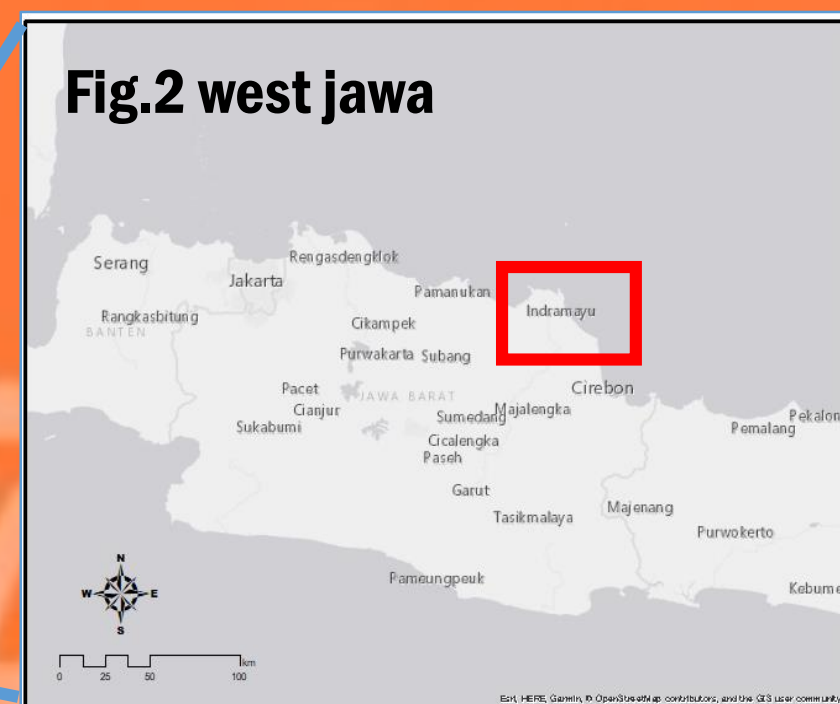 Fig.2 west jawa
Rengasdengklok
Serang
Jakarta
Pamanukan
Indramayu
Rangkasbitung
BANTEN
Cikampek
Purwakarta Subang
Cirebon
Pacet
JAWA BARAT
Cianjur
Sumedang
Majalengka
Pekalon
Sukabumi
Pemalang
Cicalengka
Paseh
Garut
Majenang
Tasikmalaya
Purwokerto
N
Pameungpeuk
W E
Kebume
S
km
0 25 50 100
Esri, HERE, Garmin, © OpenStreetMap contributors, and the GIS user community